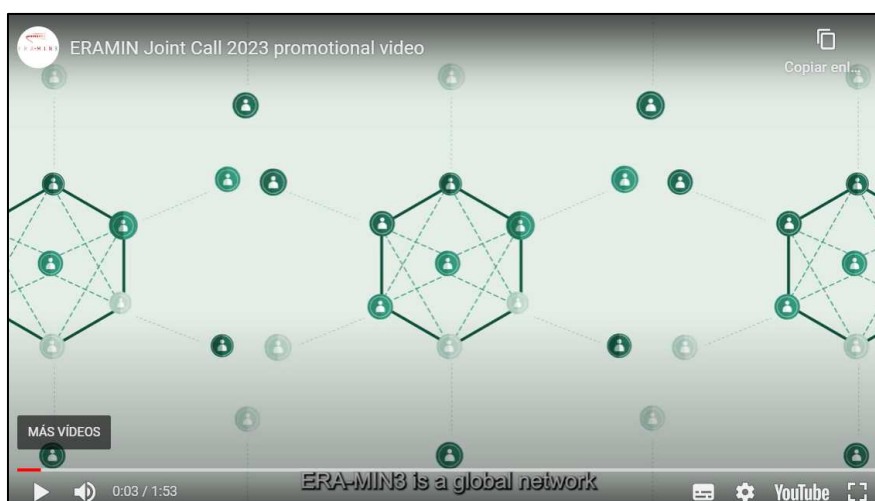 ERAMIN Joint Call 2023 promotional video
Copiar enl...
MÁS VÍDEOS
ERA-MIN3 is a global network
0:03 / 1:53
YouTube